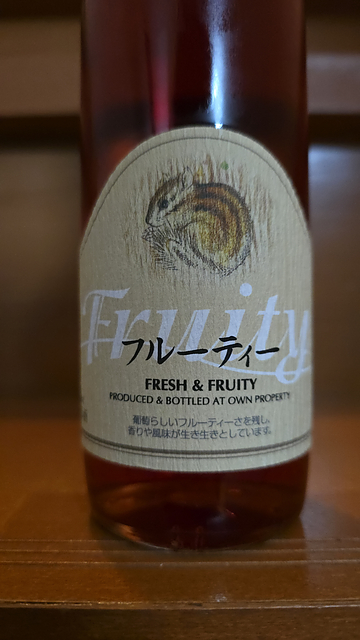 Fruity
フルーティー
FRESH & FRUITY
PRODUCED & BOTTLED AT OWN PROPERTY
葡萄らしいフルーティーさを残し、
香りや風味が生き生きとしています。